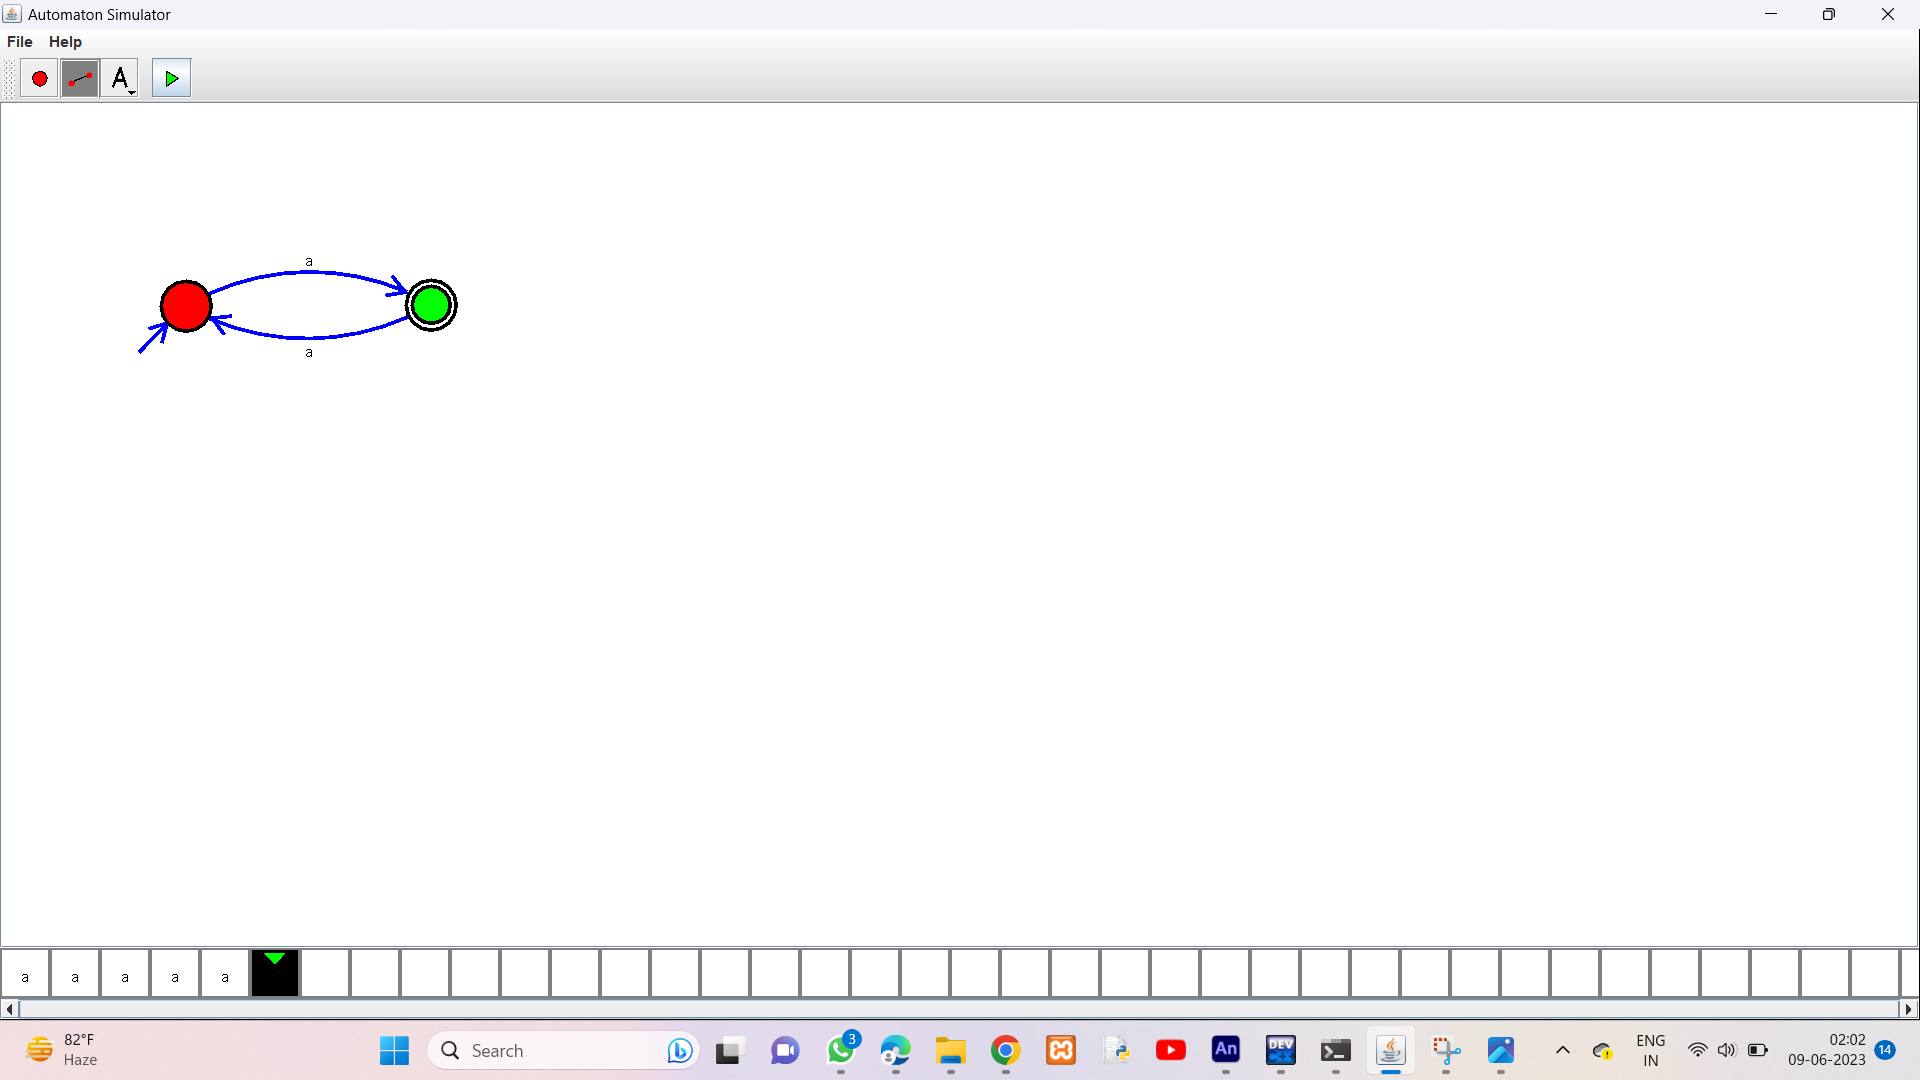 Automaton Simulator
File Help
A
a
a
a a a a a
82°F
Haze
Search
3
An
DEV
ENG
IN
02:02
09-06-2023
14